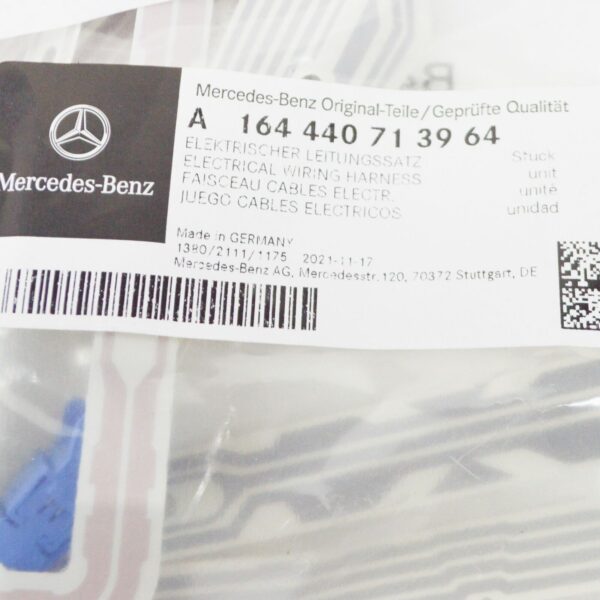 Mercedes-Benz Original-Teile/Geprüfte Qualität
A 164 440 71 39 64
ELEKTRISCHER LEITUNGSSATZ Stück
ELECTRICAL WIRING HARNESS unit
FAISCEAU CABLES ELECTR. unité
JUEGO CABLES ELECTRICOS unidad
Mercedes-Benz
Made in GERMANY
1380/2111/1175 2021-11-17
Mercedes-Benz AG, Mercedesstr.120, 70372 Stuttgart, DE